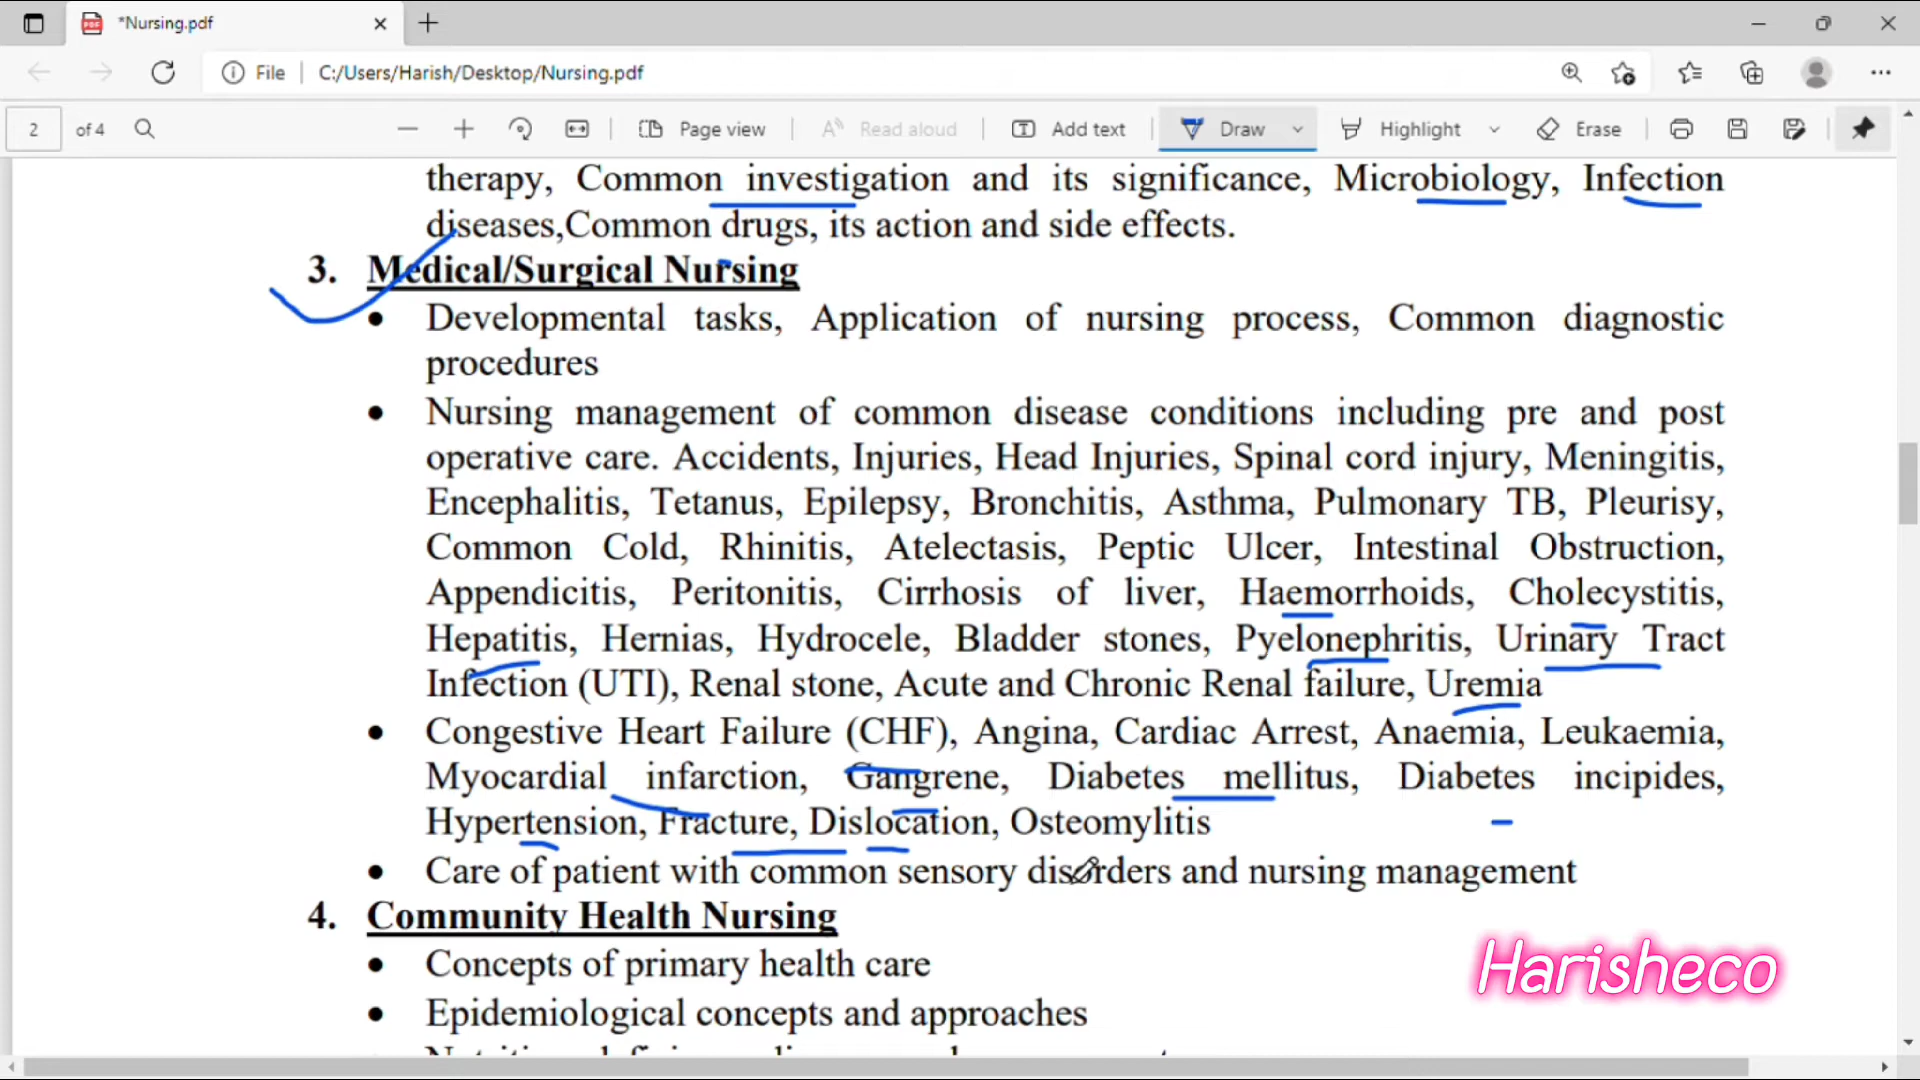 *Nursing.pdf
File C:/Users/Harish/Desktop/Nursing.pdf
2 of 4 Page view Read aloud Add text Draw Highlight Erase
therapy, Common investigation and its significance, Microbiology, Infection
diseases,Common drugs, its action and side effects.
3. Medical/Surgical Nursing
• Developmental tasks, Application of nursing process, Common diagnostic
procedures
• Nursing management of common disease conditions including pre and post
operative care. Accidents, Injuries, Head Injuries, Spinal cord injury, Meningitis,
Encephalitis, Tetanus, Epilepsy, Bronchitis, Asthma, Pulmonary TB, Pleurisy,
Common Cold, Rhinitis, Atelectasis, Peptic Ulcer, Intestinal Obstruction,
Appendicitis, Peritonitis, Cirrhosis of liver, Haemorrhoids, Cholecystitis,
Hepatitis, Hernias, Hydrocele, Bladder stones, Pyelonephritis, Urinary Tract
Infection (UTI), Renal stone, Acute and Chronic Renal failure, Uremia
• Congestive Heart Failure (CHF), Angina, Cardiac Arrest, Anaemia, Leukaemia,
Myocardial infarction, Gangrene, Diabetes mellitus, Diabetes incipides,
Hypertension, Fracture, Dislocation, Osteomylitis
• Care of patient with common sensory disorders and nursing management
4. Community Health Nursing
• Concepts of primary health care
Harisheco
• Epidemiological concepts and approaches